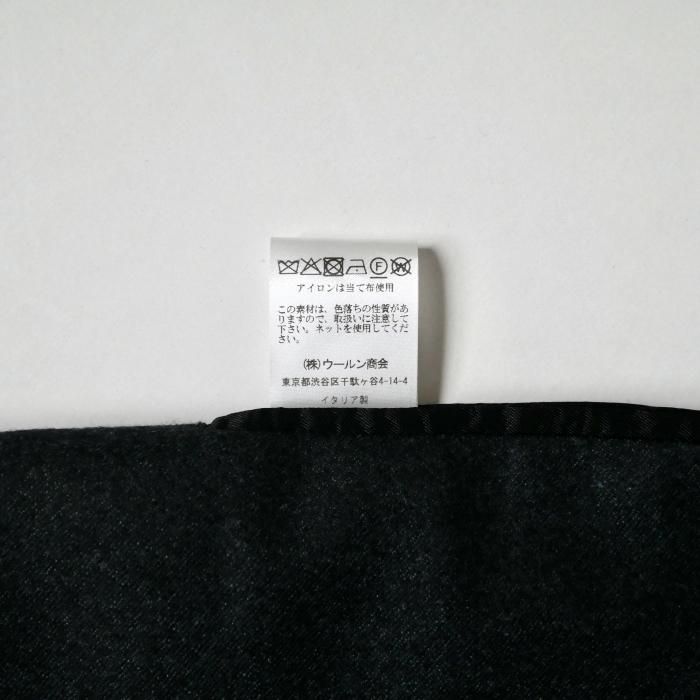 F W
アイロンは当て布使用
この素材は、色落ちの性質があ
りますので、取扱いに注意して
下さい。ネットを使用してくだ
さい。
(株)ウールン商会
東京都渋谷区千駄ヶ谷4-14-4
イタリア製